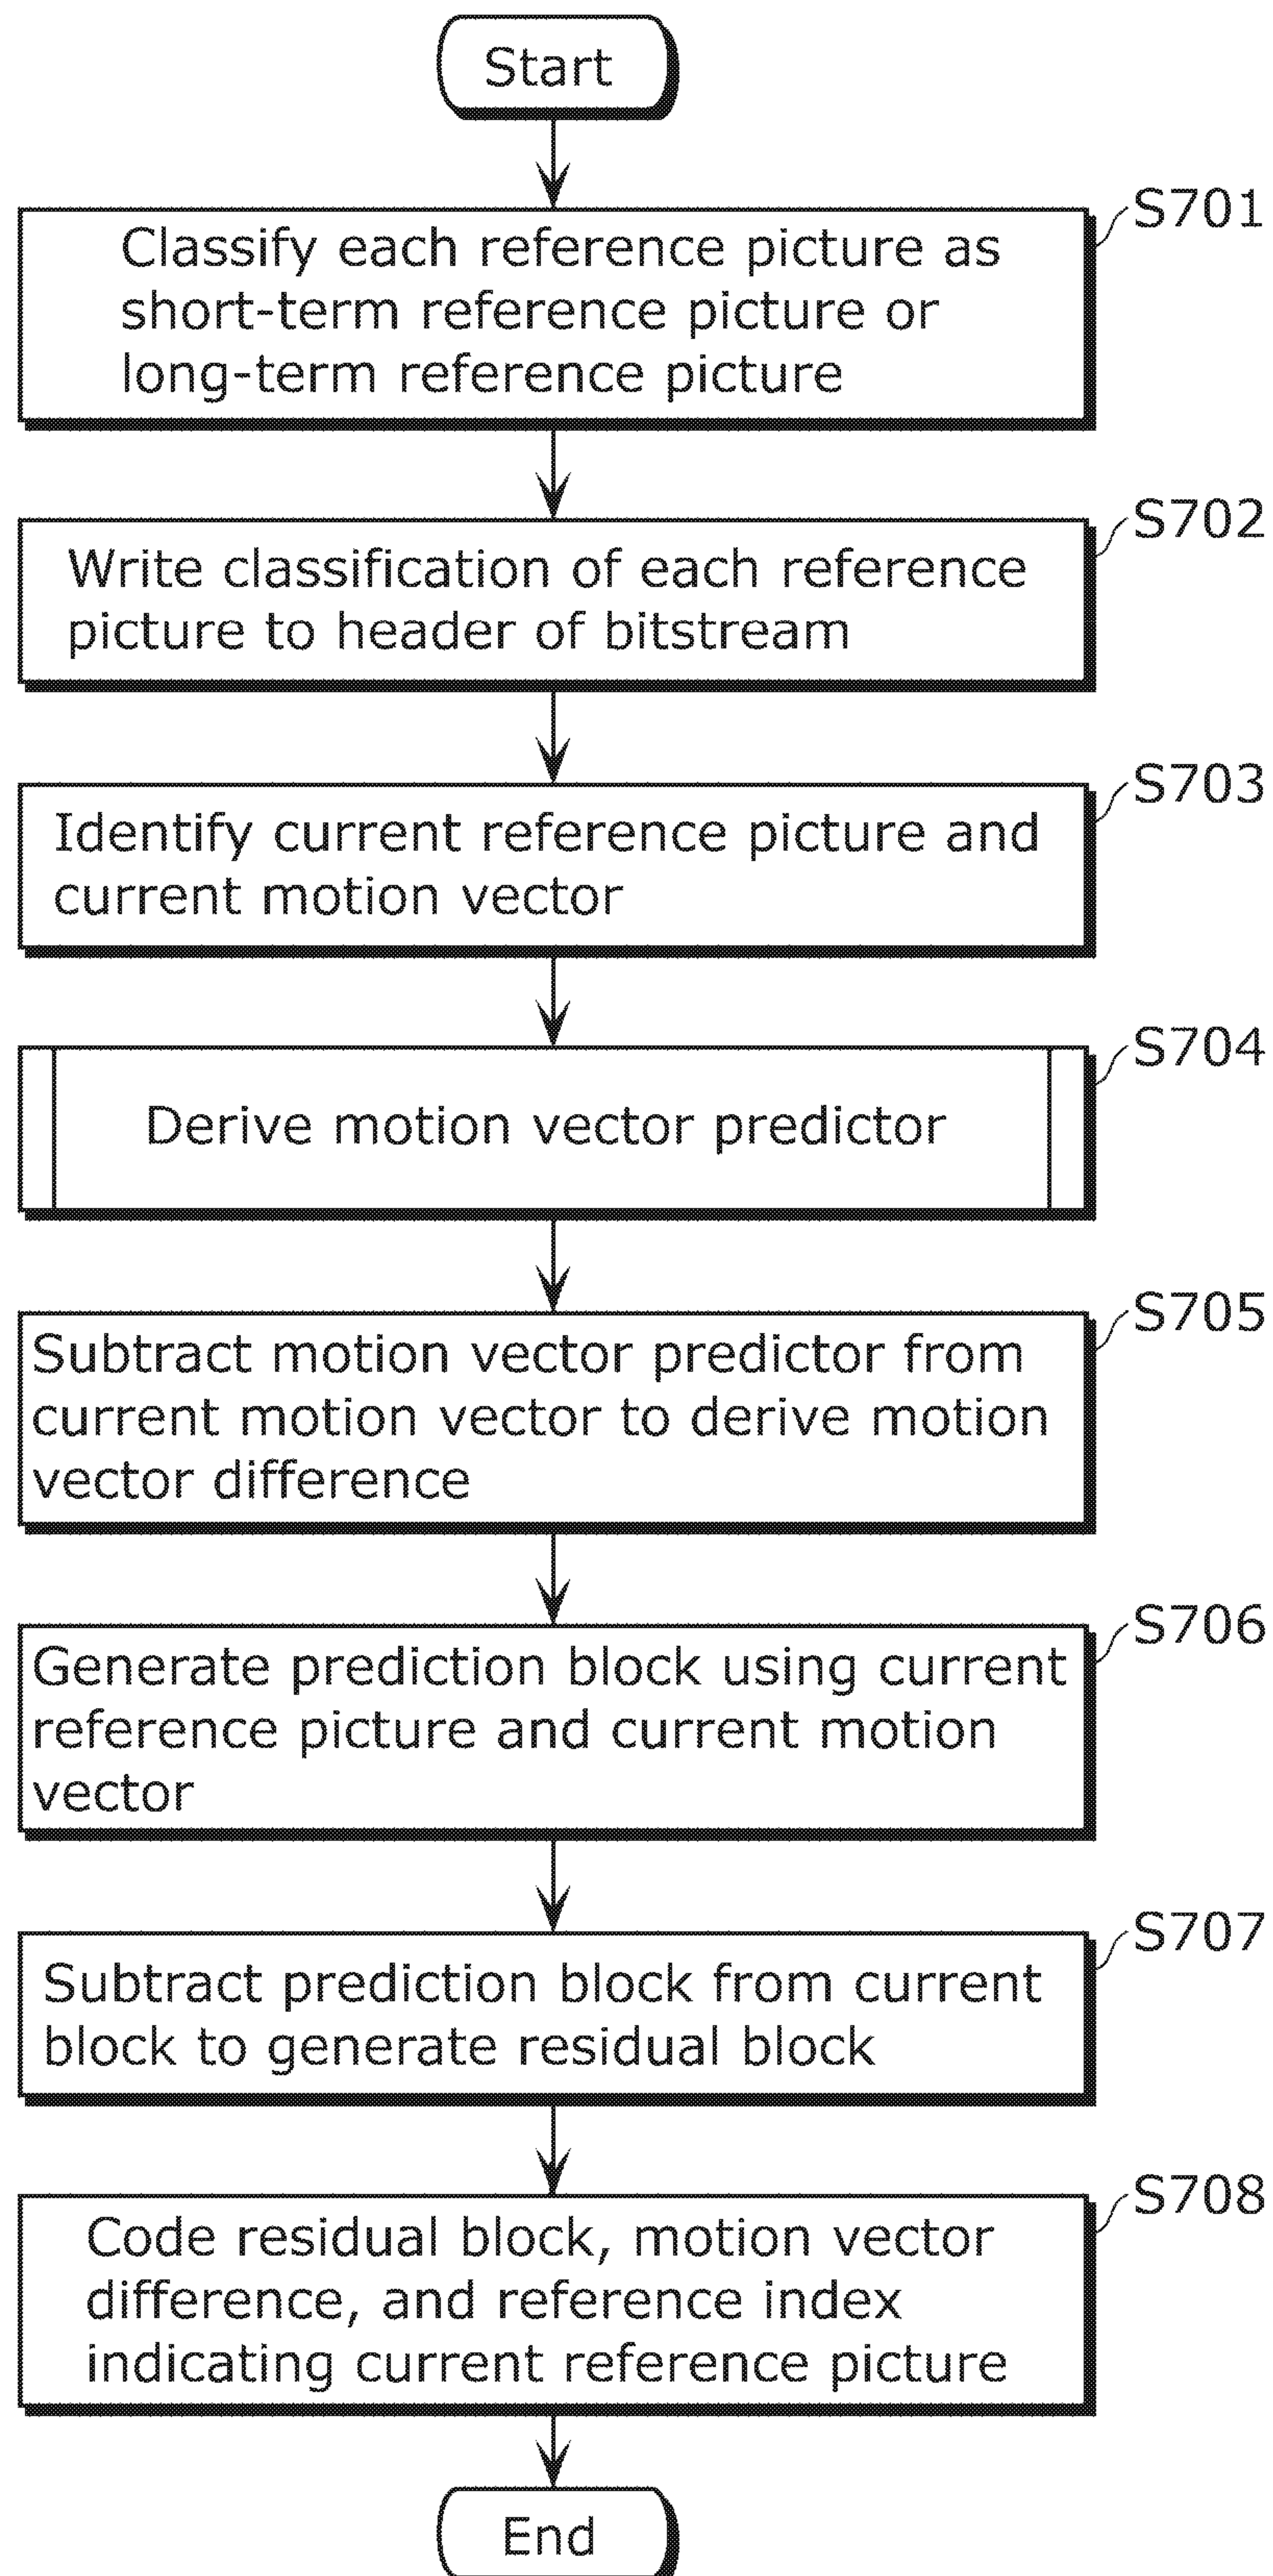 Start
S701
Classify each reference picture as
short-term reference picture or
long-term reference picture
S702
Write classification of each reference
picture to header of bitstream
S703
Identify current reference picture and
current motion vector
S704
Derive motion vector predictor
S705
Subtract motion vector predictor from
current motion vector to derive motion
vector difference
S706
Generate prediction block using current
reference picture and current motion
vector
S707
Subtract prediction block from current
block to generate residual block
S708
Code residual block, motion vector
difference, and reference index
indicating current reference picture
End